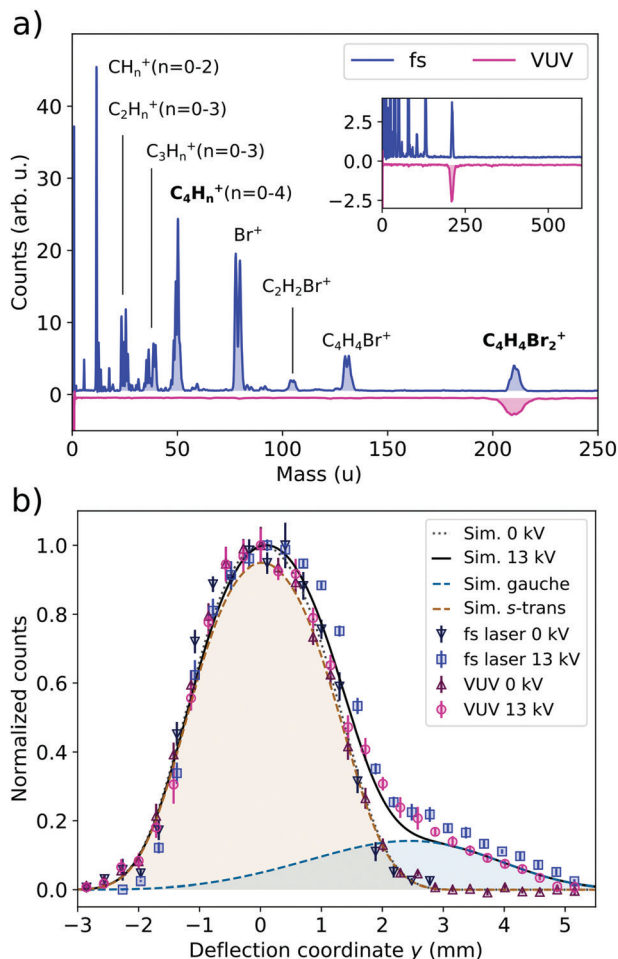 a)
fs
VUV
CHₙ⁺(n=0-2)
C₂Hₙ⁺(n=0-3)
C₃Hₙ⁺(n=0-3)
C₄Hₙ⁺(n=0-4)
Br⁺
C₂H₂Br⁺
C₄H₄Br⁺
C₄H₄Br₂⁺
Counts (arb. u.)
40
30
20
10
0
10
2.5
0.0
−2.5
0
250
500
0
50
100
150
200
250
Mass (u)
b)
Sim. 0 kV
Sim. 13 kV
Sim. gauche
Sim. s-trans
fs laser 0 kV
fs laser 13 kV
VUV 0 kV
VUV 13 kV
Normalized counts
1.0
0.8
0.6
0.4
0.2
0.0
−3
−2
−1
0
1
2
3
4
5
Deflection coordinate y (mm)